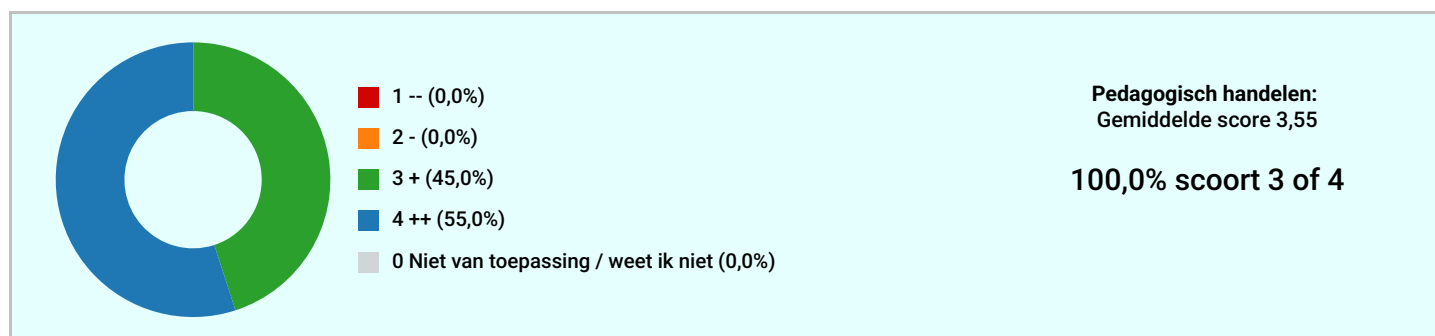 1 -- (0,0%)
2 - (0,0%)
3 + (45,0%)
4 ++ (55,0%)
0 Niet van toepassing / weet ik niet (0,0%)
Pedagogisch handelen:
Gemiddelde score 3,55
100,0% scoort 3 of 4